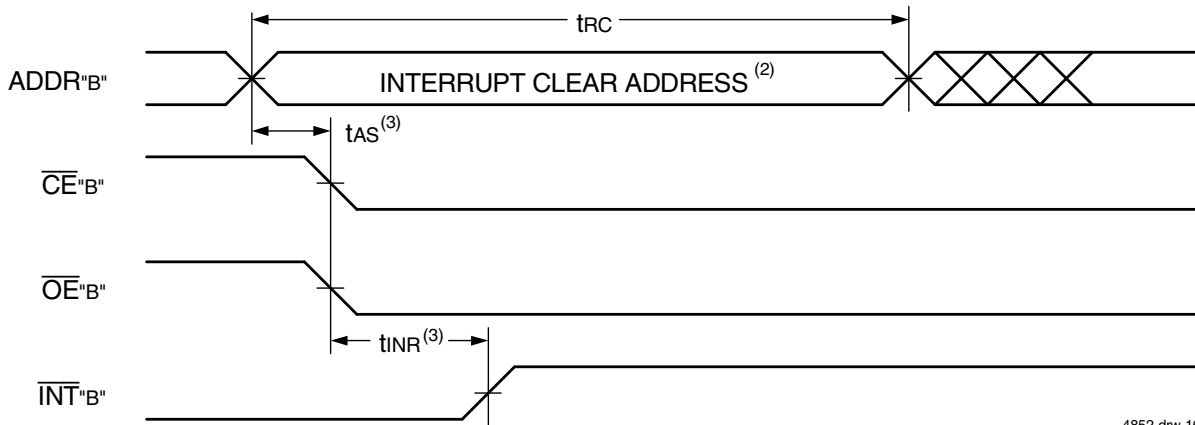 tRC
ADDR"B"
INTERRUPT CLEAR ADDRESS (2)
tAS(3)
CE"B"
OE"B"
tINR(3)
INT"B"